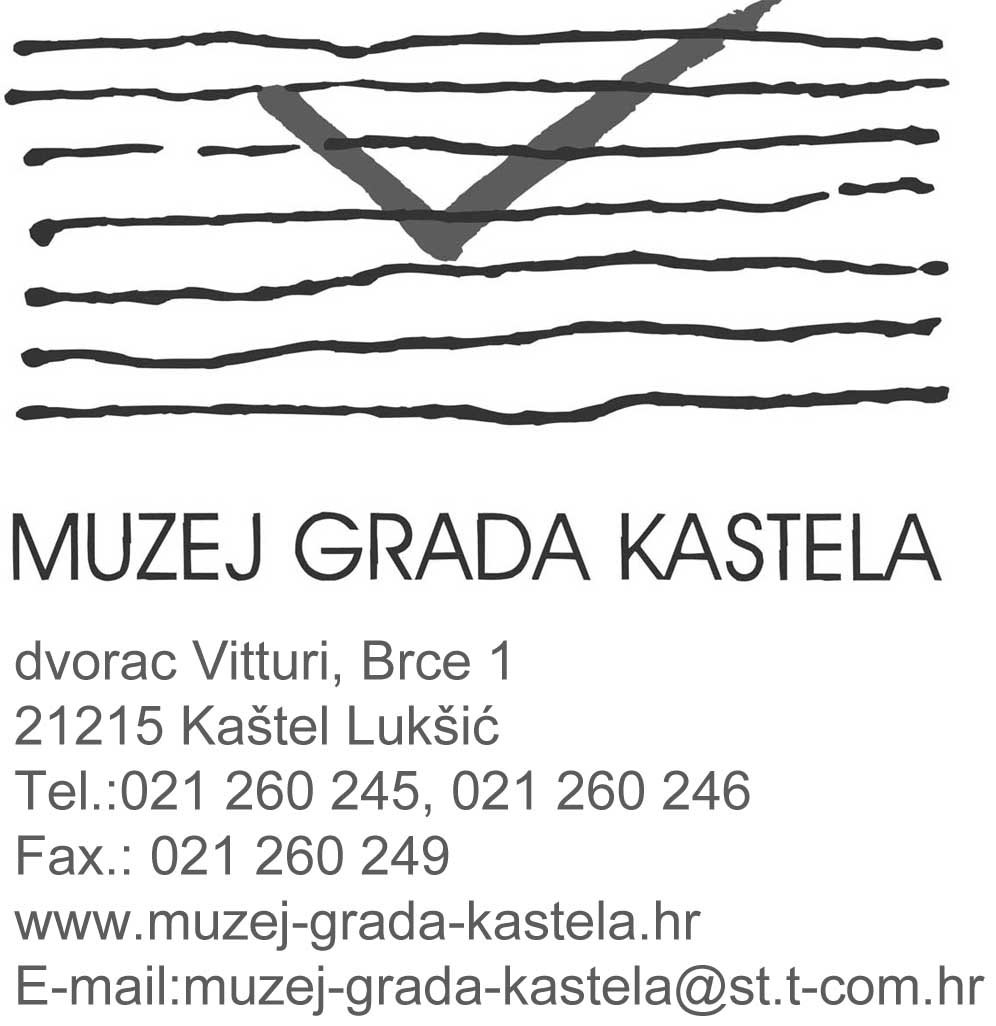 MUZEJ GRADA KASTELA
dvorac Vitturi, Brce 1
21215 Kaštel Lukšić
Tel.:021 260 245, 021 260 246
Fax.: 021 260 249
www.muzej-grada-kastela.hr
E-mail:muzej-grada-kastela@st.t-com.hr